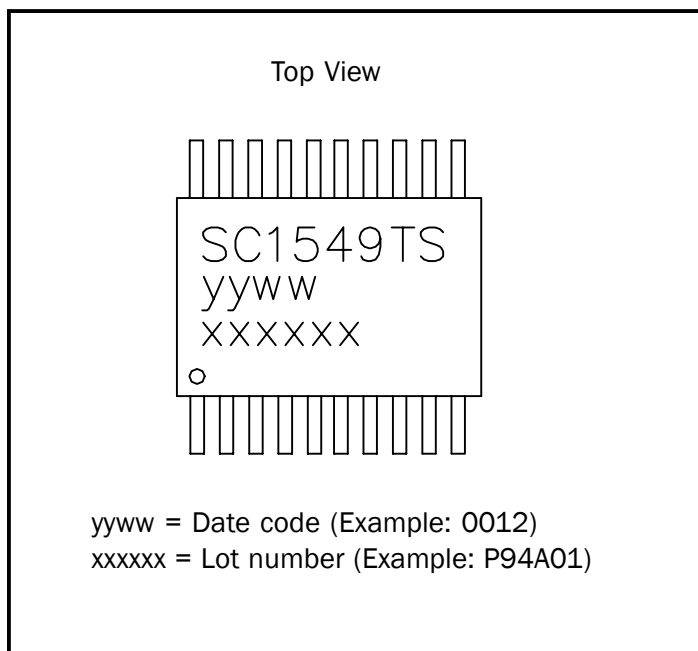 Top View
SC1549TS
yyww
xxxxxx
yyww = Date code (Example: 0012)
xxxxxx = Lot number (Example: P94A01)